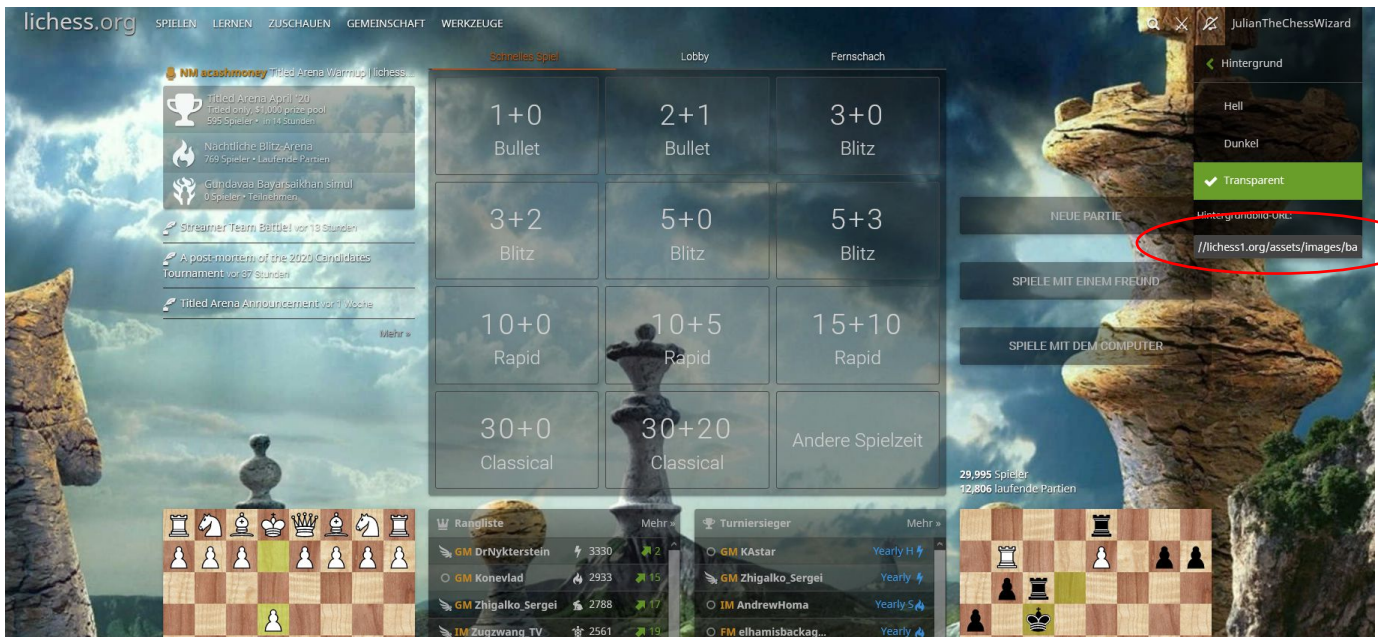 lichess.org SPIELEN LERNEN ZUSCHAUEN GEMEINSCHAFT WERKZEUGE JulianTheChessWizard
NM acashmoney Titled Arena Warmup | lichess...
Titled Arena April '20
Titled only, $1,000 prize pool
595 Spieler • in 14 Stunden
Nächtliche Blitz-Arena
769 Spieler • Laufende Partien
Gundavaa Bayarsaikhan simul
0 Spieler • Teilnehmen
Streamer Team Battle! vor 13 Stunden
A post-mortem of the 2020 Candidates
Tournament vor 37 Stunden
Titled Arena Announcement vor 1 Woche
Mehr »
Schnelles Spiel Lobby Fernschach
1+0 2+1 3+0
Bullet Bullet Blitz
3+2 5+0 5+3
Blitz Blitz Blitz
10+0 10+5 15+10
Rapid Rapid Rapid
30+0 30+20 Andere Spielzeit
Classical Classical
Hintergrund
Hell
Dunkel
Transparent
Hintergrundbild-URL:
//lichess1.org/assets/images/ba
NEUE PARTIE
SPIELE MIT EINEM FREUND
SPIELE MIT DEM COMPUTER
29,995 Spieler
12,806 laufende Partien
Rangliste Mehr »
GM DrNykterstein 3330 2
GM Konevlad 2933 15
GM Zhigalko_Sergei 2788 17
IM Zugzwang_TV 2561 19
Turniersieger Mehr »
GM KAstar Yearly H
GM Zhigalko_Sergei Yearly
IM AndrewHoma Yearly S
FM elhamisbackag... Yearly